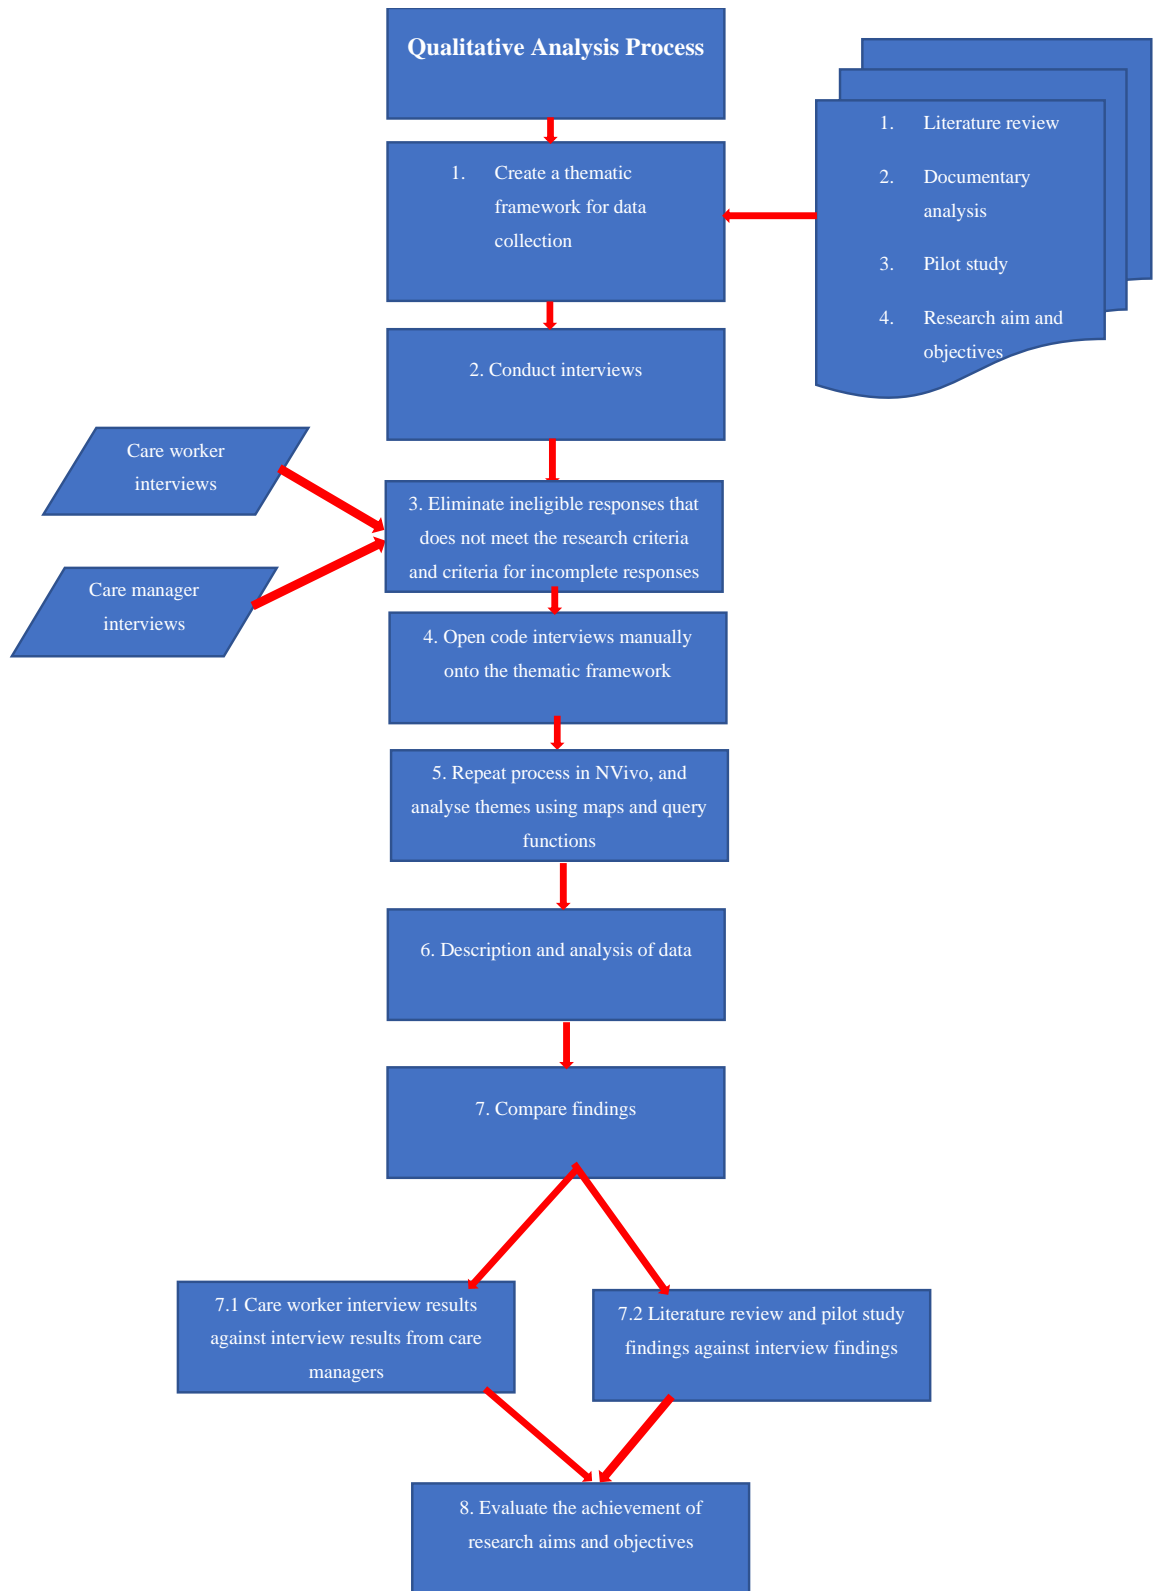 Qualitative Analysis Process
1. Create a thematic
framework for data
collection
1. Literature review
2. Documentary
analysis
3. Pilot study
4. Research aim and
objectives
2. Conduct interviews
Care worker
interviews
Care manager
interviews
3. Eliminate ineligible responses that
does not meet the research criteria
and criteria for incomplete responses
4. Open code interviews manually
onto the thematic framework
5. Repeat process in NVivo, and
analyse themes using maps and query
functions
6. Description and analysis of data
7. Compare findings
7.1 Care worker interview results
against interview results from care
managers
7.2 Literature review and pilot study
findings against interview findings
8. Evaluate the achievement of
research aims and objectives